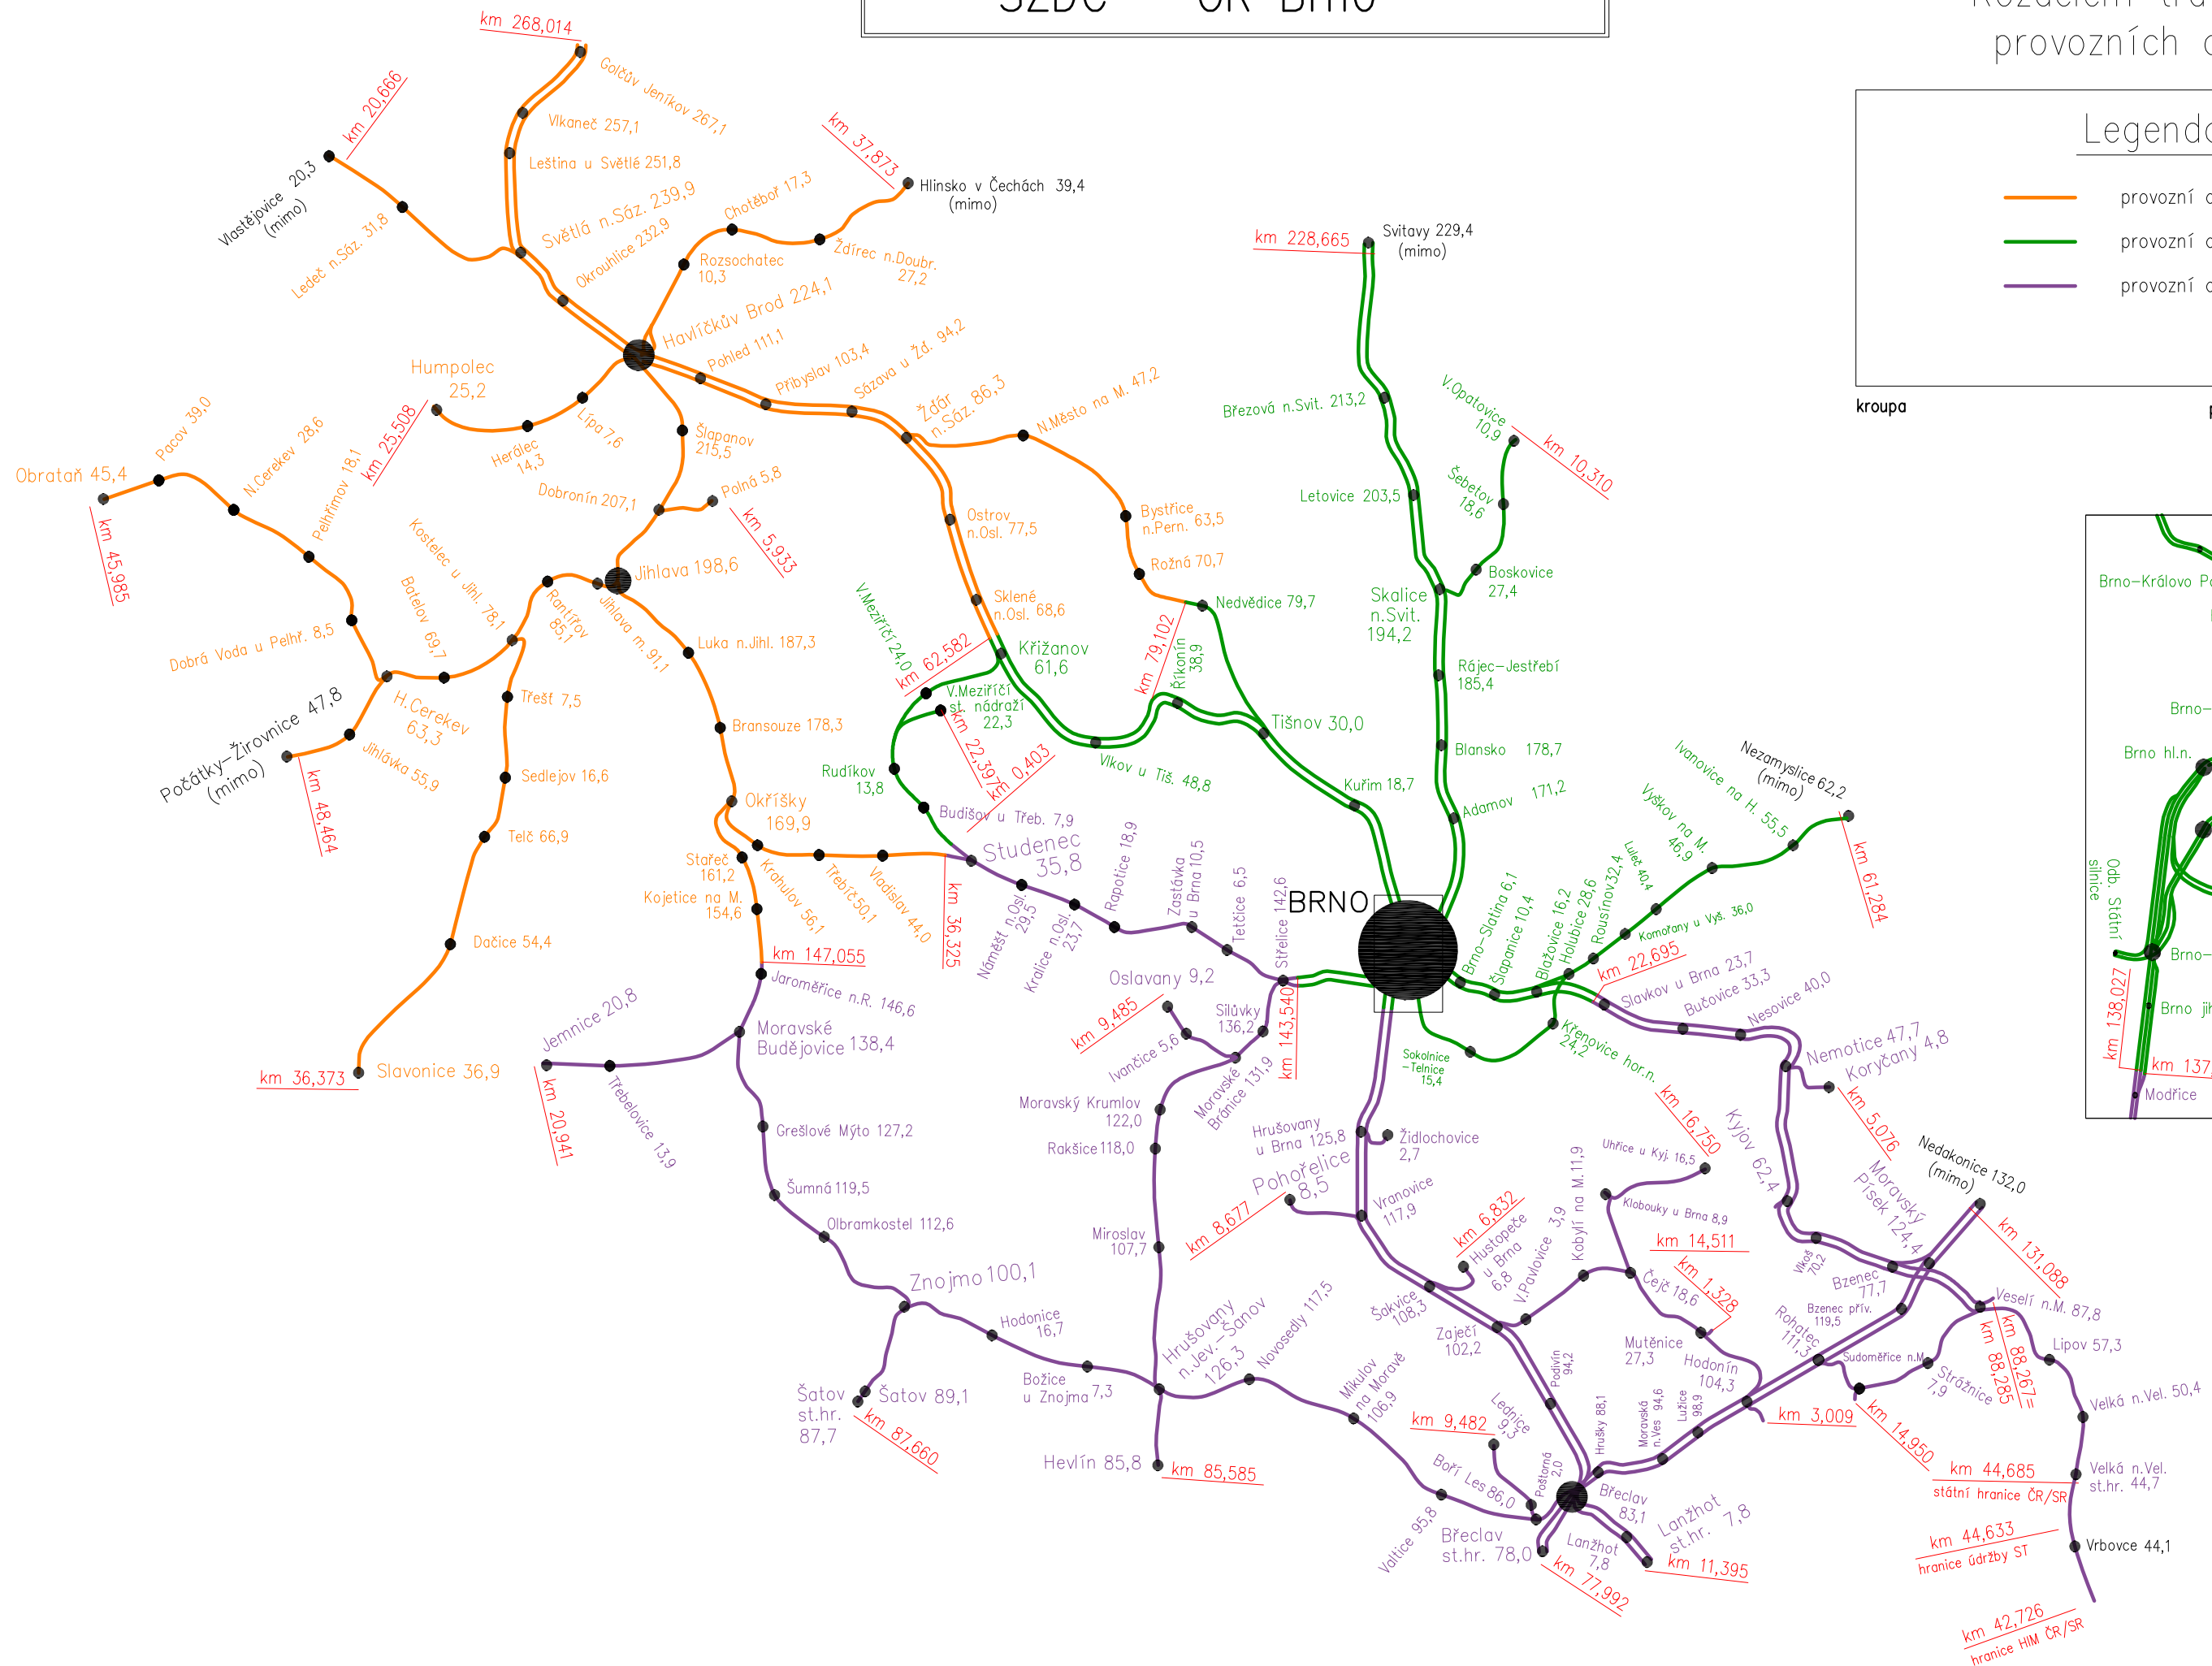 provozních
Legenda
provozní
provozní
provozní
kroupa
km 268,014
Golčův Jeníkov 267,1
Vlkaneč 257,1
Leština u Světlé 251,8
km 20,666
Vlastějovice 20,3
(mimo)
Ledeč n.Sáz. 31,8
Světlá n.Sáz. 239,9
Okrouhlice 232,9
km 37,873
Hlinsko v Čechách 39,4
(mimo)
Chotěboř 17,3
Ždírec n.Doubr.
27,2
Rozsochatec
10,3
Havlíčkův Brod 224,1
Pohled 111,1
Přibyslav 103,4
Sázava u Žd. 94,2
Žďár
n.Sáz. 86,3
N.Město na M. 47,2
Humpolec
25,2
km 25,508
Herálec
14,3
Lípa 7,6
Šlapanov
215,5
Dobronín 207,1
Polná 5,8
km 5,933
Obrataň 45,4
km 45,985
Pacov 39,0
N.Cerekev 28,6
Pelhřimov 18,1
Dobrá Voda u Pelhř. 8,5
Kostelec u Jihl. 78,1
Batelov 69,7
Rantířov
85,1
Jihlava m. 91,1
Jihlava 198,6
H.Cerekev
63,3
Počátky-Žirovnice 47,8
(mimo)
km 48,464
Jihlávka 55,9
Třešť 7,5
Sedlejov 16,6
Telč 66,9
Dačice 54,4
Slavonice 36,9
km 36,373
Luka n.Jihl. 187,3
Bransouze 178,3
Okříšky
169,9
Stařeč
161,2
Kojetice na M.
154,6
Krahulov 56,1
Třebíč 50,1
Vladislav 44,0
km 36,325
km 147,055
Ostrov
n.Osl. 77,5
Sklené
n.Osl. 68,6
Bystřice
n.Pern. 63,5
Rožná 70,7
Nedvědice 79,7
km 79,102
km 62,582
Křižanov
61,6
V.Meziříčí 24,0
V.Meziříčí
st. nádraží
22,3
km 22,397
km 0,403
Rudíkov
13,8
Budišov u Třeb. 7,9
Říkonín
38,9
Vlkov u Tiš. 48,8
Tišnov 30,0
Kuřim 18,7
km 228,665
Svitavy 229,4
(mimo)
Březová n.Svit. 213,2
Letovice 203,5
V.Opatovice
10,9
km 10,310
Šebetov
18,6
Boskovice
27,4
Skalice
n.Svit.
194,2
Rájec-Jestřebí
185,4
Blansko 178,7
Adamov 171,2
BRNO
Brno-Slatina 6,1
Šlapanice 10,4
Blažovice 16,2
Holubice 28,6
Rousínov 32,4
Luleč 40,4
Komořany u Vyš. 36,0
Vyškov na M.
46,9
Ivanovice na H. 55,5
Nezamyslice 62,2
(mimo)
km 61,284
km 22,695
Slavkov u Brna 23,7
Bučovice 33,3
Nesovice 40,0
Nemotice 47,7
Koryčany 4,8
km 5,076
Křenovice hor.n.
24,2
Sokolnice
-Telnice
15,4
Studenec
35,8
Náměšť n.Osl.
29,5
Kralice n.Osl.
23,7
Rapotice 18,9
Zastávka
u Brna 10,5
Tetčice 6,5
Střelice 142,6
km 143,540
Oslavany 9,2
km 9,485
Ivančice 5,6
Silůvky
136,2
Moravské
Bránice 131,9
Moravský Krumlov
122,0
Rakšice 118,0
Miroslav
107,7
Jaroměřice n.R. 146,6
Moravské
Budějovice 138,4
Jemnice 20,8
km 20,941
Třebelovice 13,9
Grešlové Mýto 127,2
Šumná 119,5
Olbramkostel 112,6
Znojmo 100,1
Šatov 89,1
Šatov
st.hr.
87,7
km 87,660
Hodonice
16,7
Božice
u Znojma 7,3
Hrušovany
n.Jev.-Šanov
126,3
Hevlín 85,8
km 85,585
Novosedly 117,5
Mikulov
na Moravě
106,9
Valtice 95,8
Boří Les 86,0
Lednice
9,3
km 9,482
Poštorná
2,0
Břeclav
st.hr. 78,0
km 77,992
Břeclav
83,1
Lanžhot
7,8
Lanžhot
st.hr. 7,8
km 11,395
Hrušovany
u Brna 125,8
Židlochovice
2,7
Pohořelice
8,5
km 8,677
Vranovice
117,9
Šakvice
108,3
Hustopeče
u Brna
6,8
km 6,832
Zaječí
102,2
V.Pavlovice 3,9
Kobylí na M. 11,9
Podivín
94,2
Uhřice u Kyj. 16,5
km 16,750
Klobouky u Brna 8,9
km 14,511
Čejč 18,6
km 1,328
Mutěnice
27,3
Hodonín
104,3
km 3,009
Hrušky 88,1
Moravská
n.Ves 94,6
Lužice
98,9
Rohatec
111,3
Sudoměřice n.M
km 14,950
Strážnice
7,9
Bzenec přív.
119,5
Bzenec
77,7
Vlkoš
70,2
Kyjov 62,4
Moravský
Písek 124,4
Nedakonice 132,0
(mimo)
km 131,088
Veselí n.M. 87,8
km 88,267=
km 88,285
Lipov 57,3
Velká n.Vel. 50,4
Velká n.Vel.
st.hr. 44,7
km 44,685
státní hranice ČR/SR
km 44,633
hranice údržby ST
Vrbovce 44,1
km 42,726
hranice HIM ČR/SR
Brno hl.n.
Odb. Státní
silnice
km 138,027
Modřice